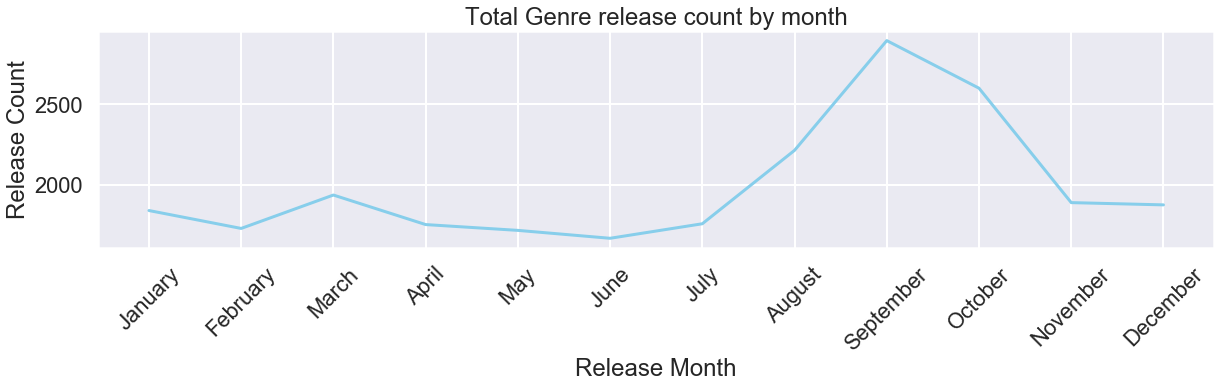 Total Genre release count by month
Release Count
2500
2000
January
February
March
April
May
June
July
August
September
October
November
December
Release Month